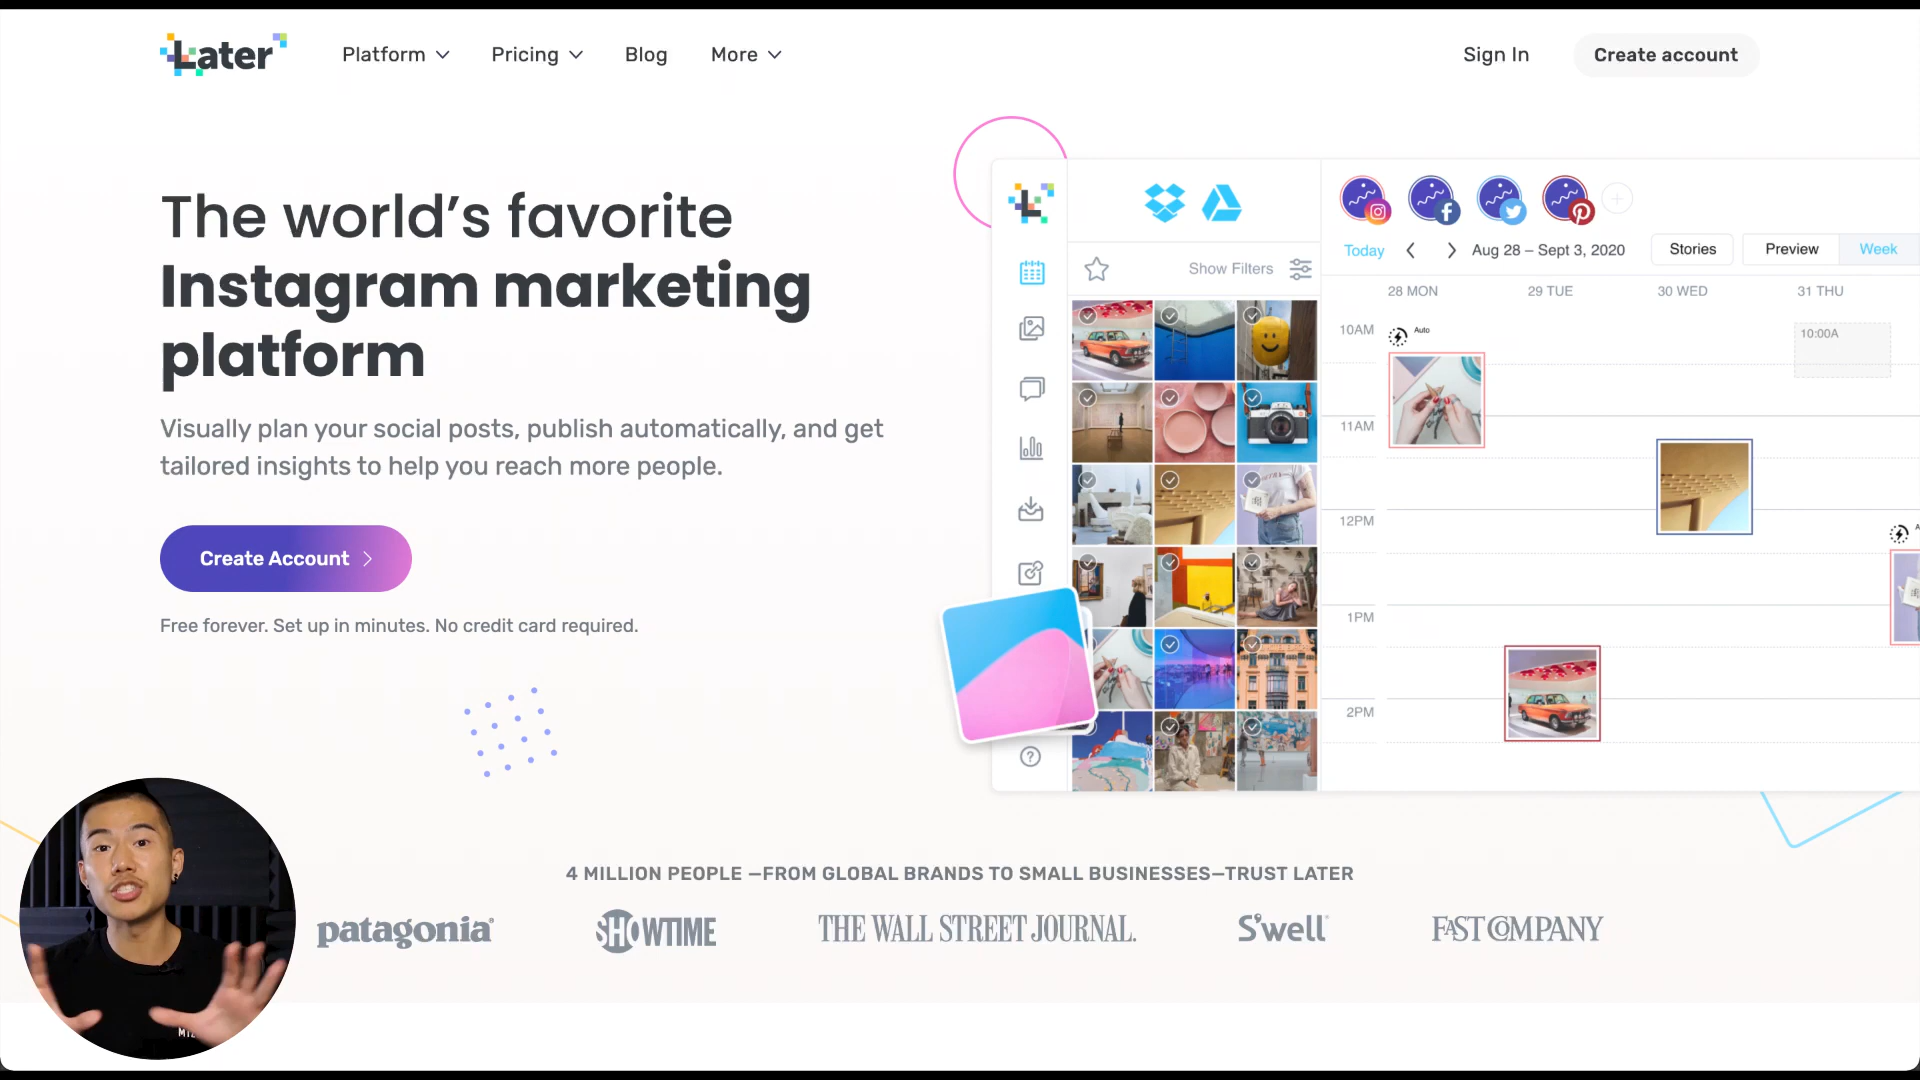 Later
Platform
Pricing
Blog
More
Sign In
Create account
The world’s favorite
Instagram marketing
platform
Visually plan your social posts, publish automatically, and get
tailored insights to help you reach more people.
Create Account
Free forever. Set up in minutes. No credit card required.
L
Show Filters
Today
Aug 28 – Sept 3, 2020
Stories
Preview
Week
28 MON
29 TUE
30 WED
31 THU
10AM
Auto
10:00A
11AM
12PM
1PM
2PM
4 MILLION PEOPLE —FROM GLOBAL BRANDS TO SMALL BUSINESSES—TRUST LATER
patagonia®
SHOWTIME
THE WALL STREET JOURNAL.
S'well
FAST COMPANY